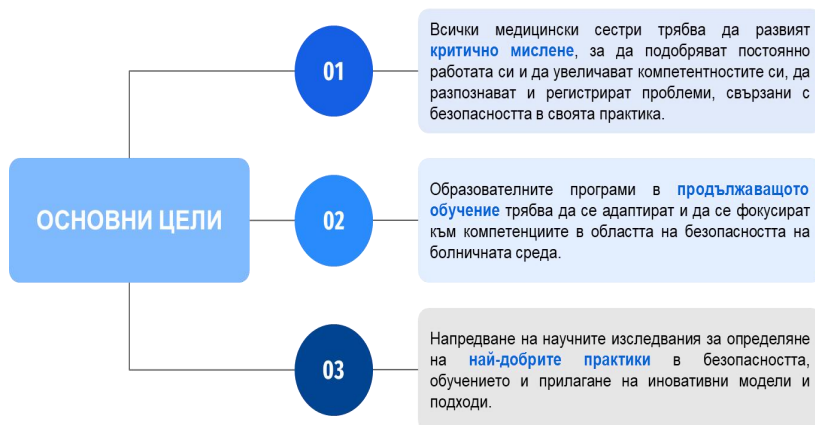 ОСНОВНИ ЦЕЛИ
01
Всички медицински сестри трябва да развият
критично мислене, за да подобряват постоянно
работата си и да увеличават компетентностите си, да
разпознават и регистрират проблеми, свързани с
безопасността в своята практика.
02
Образователните програми в продължаващото
обучение трябва да се адаптират и да се фокусират
към компетенциите в областта на безопасността на
болничната среда.
03
Напредване на научните изследвания за определяне
на най-добрите практики в безопасността,
обучението и прилагане на иновативни модели и
подходи.